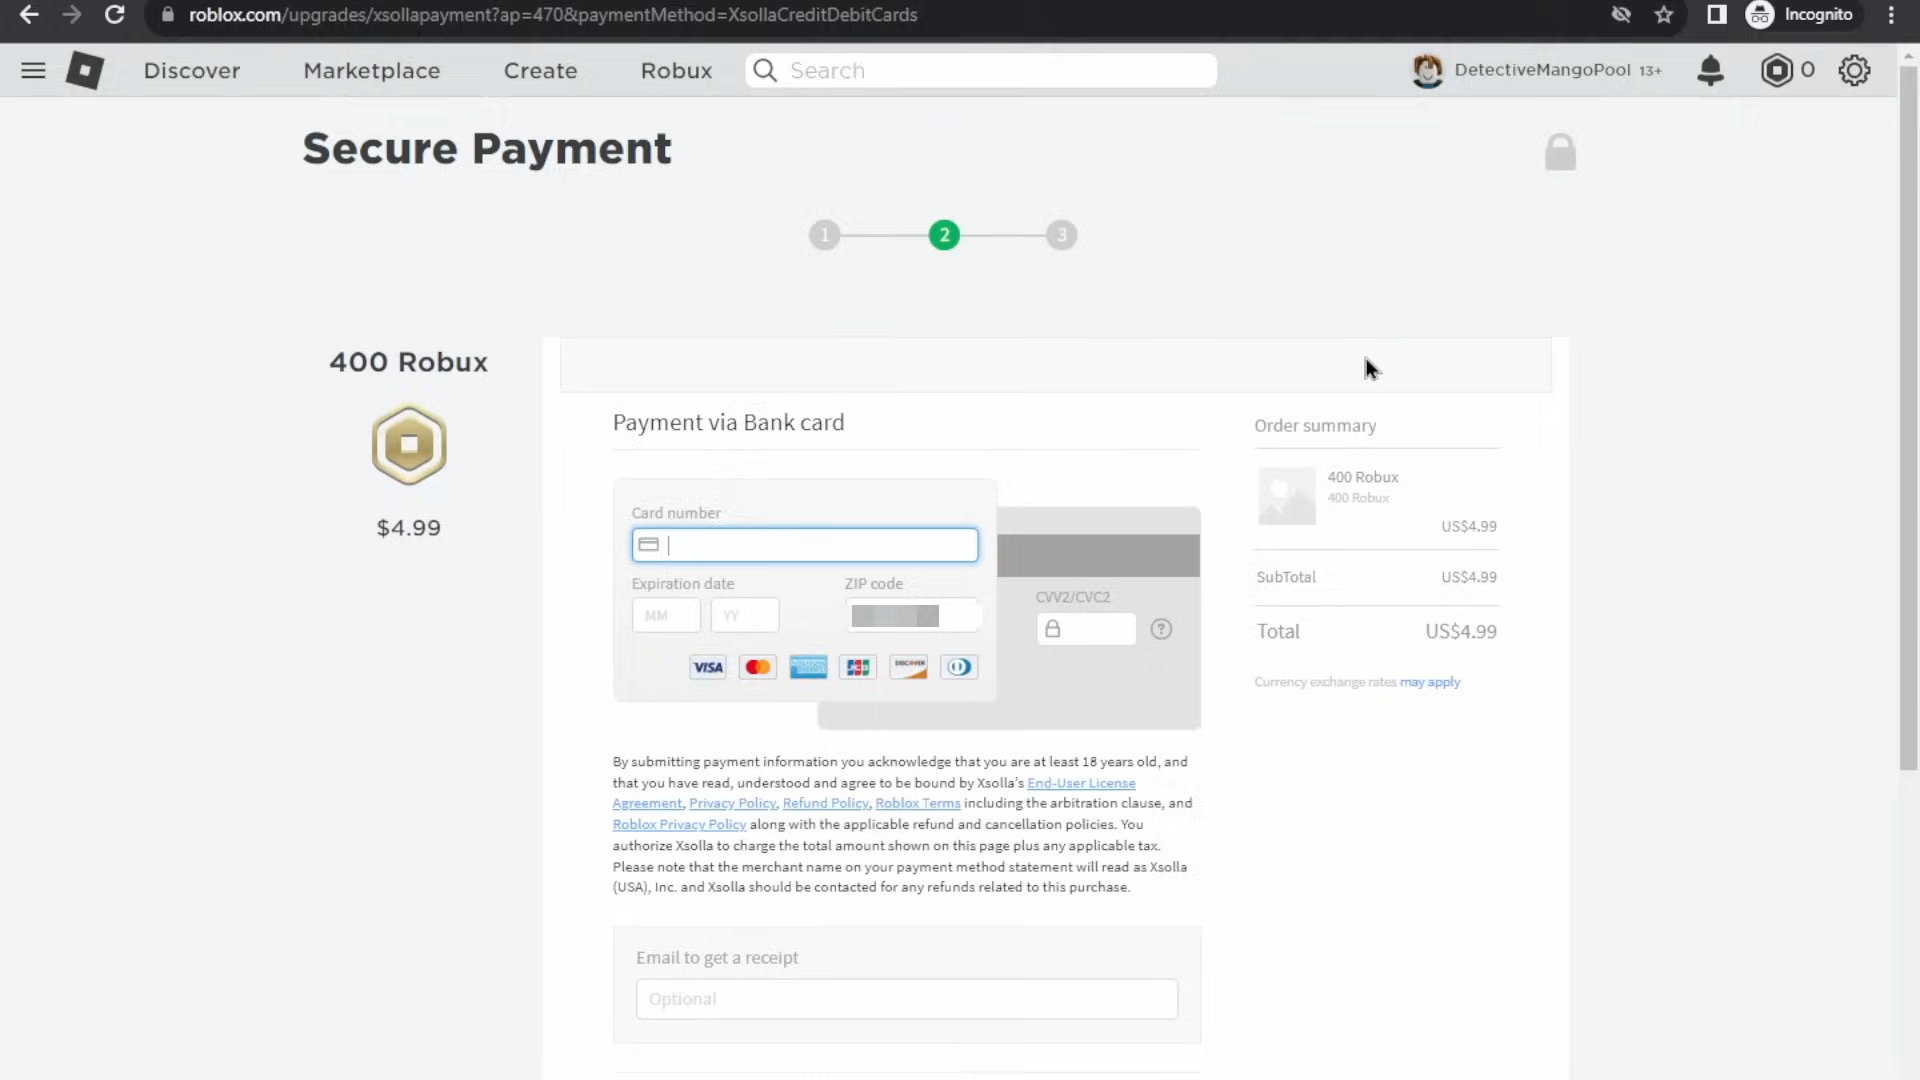 roblox.com/upgrades/xsollapayment?ap=470&paymentMethod=XsollaCreditDebitCards
Incognito
Discover
Marketplace
Create
Robux
Search
DetectiveMangoPool 13+
0
Secure Payment
1
2
3
400 Robux
$4.99
Payment via Bank card
Card number
Expiration date
ZIP code
MM
YY
CVV2/CVC2
?
VISA
JCB
DISCOVER
Order summary
400 Robux
400 Robux
US$4.99
SubTotal US$4.99
Total US$4.99
Currency exchange rates may apply
By submitting payment information you acknowledge that you are at least 18 years old, and
that you have read, understood and agree to be bound by Xsolla's End-User License
Agreement, Privacy Policy, Refund Policy, Roblox Terms including the arbitration clause, and
Roblox Privacy Policy along with the applicable refund and cancellation policies. You
authorize Xsolla to charge the total amount shown on this page plus any applicable tax.
Please note that the merchant name on your payment method statement will read as Xsolla
(USA), Inc. and Xsolla should be contacted for any refunds related to this purchase.
Email to get a receipt
Optional